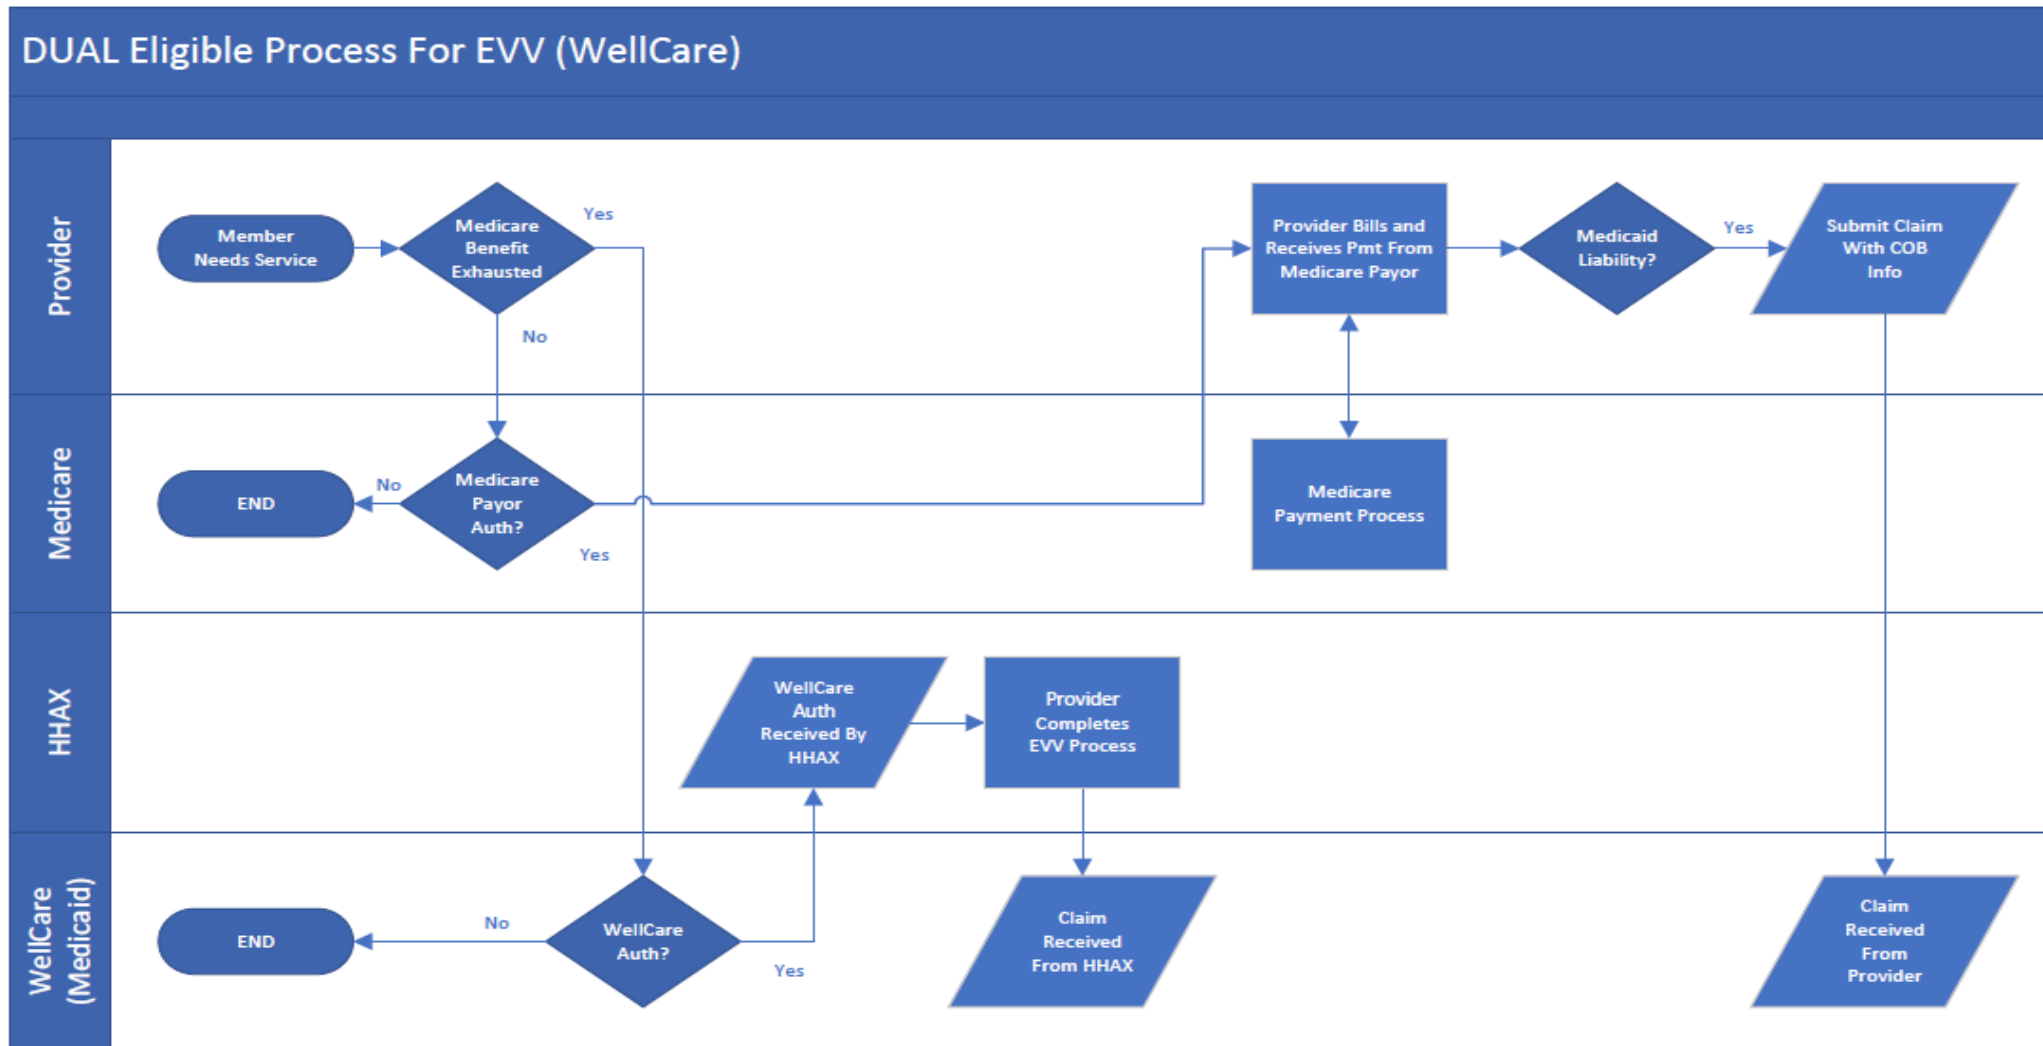 DUAL Eligible Process For EVV (WellCare)
Provider
Member
Needs Service
Medicare
Benefit
Exhausted
Yes
No
Provider Bills and
Receives Pmt From
Medicare Payor
Medicaid
Liability?
Yes
Submit Claim
With COB
Info
Medicare
END
No
Medicare
Payor
Auth?
Yes
Medicare
Payment Process
HHAX
WellCare
Auth
Received By
HHAX
Provider
Completes
EVV Process
WellCare
(Medicaid)
END
No
WellCare
Auth?
Yes
Claim
Received
From HHAX
Claim
Received
From
Provider